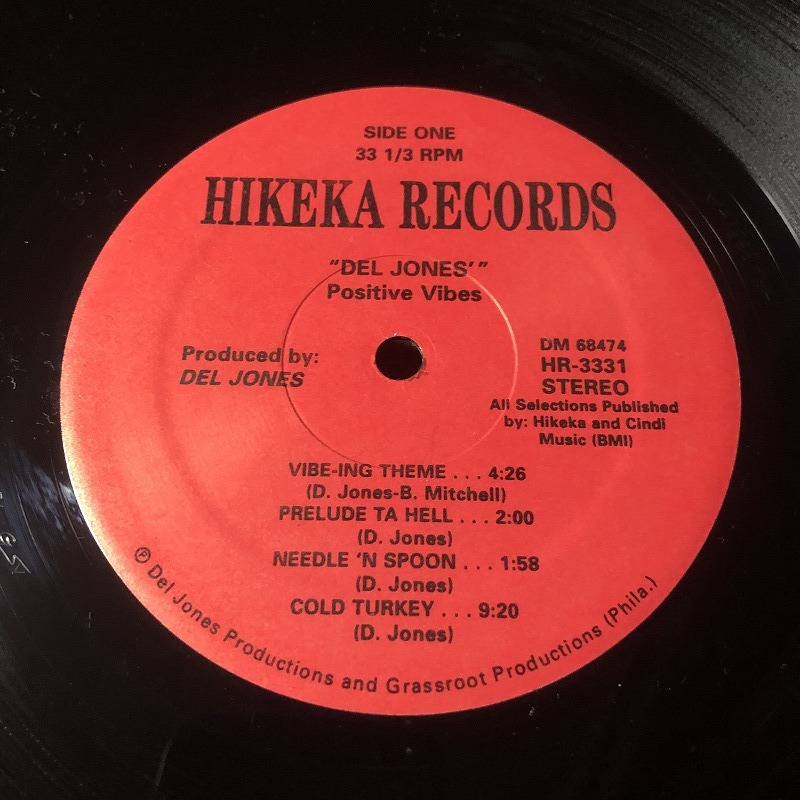 SIDE ONE
33 1/3 RPM
HIKEKA RECORDS
"DEL JONES'"
Positive Vibes
Produced by:
DEL JONES
DM 68474
HR-3331
STEREO
All Selections Published
by: Hikeka and Cindi
Music (BMI)
VIBE-ING THEME . . . 4:26
(D. Jones-B. Mitchell)
PRELUDE TA HELL . . . 2:00
(D. Jones)
NEEDLE 'N SPOON . . . 1:58
(D. Jones)
COLD TURKEY . . . 9:20
(D. Jones)
℗ Del Jones Productions and Grassroot Productions (Phila.)